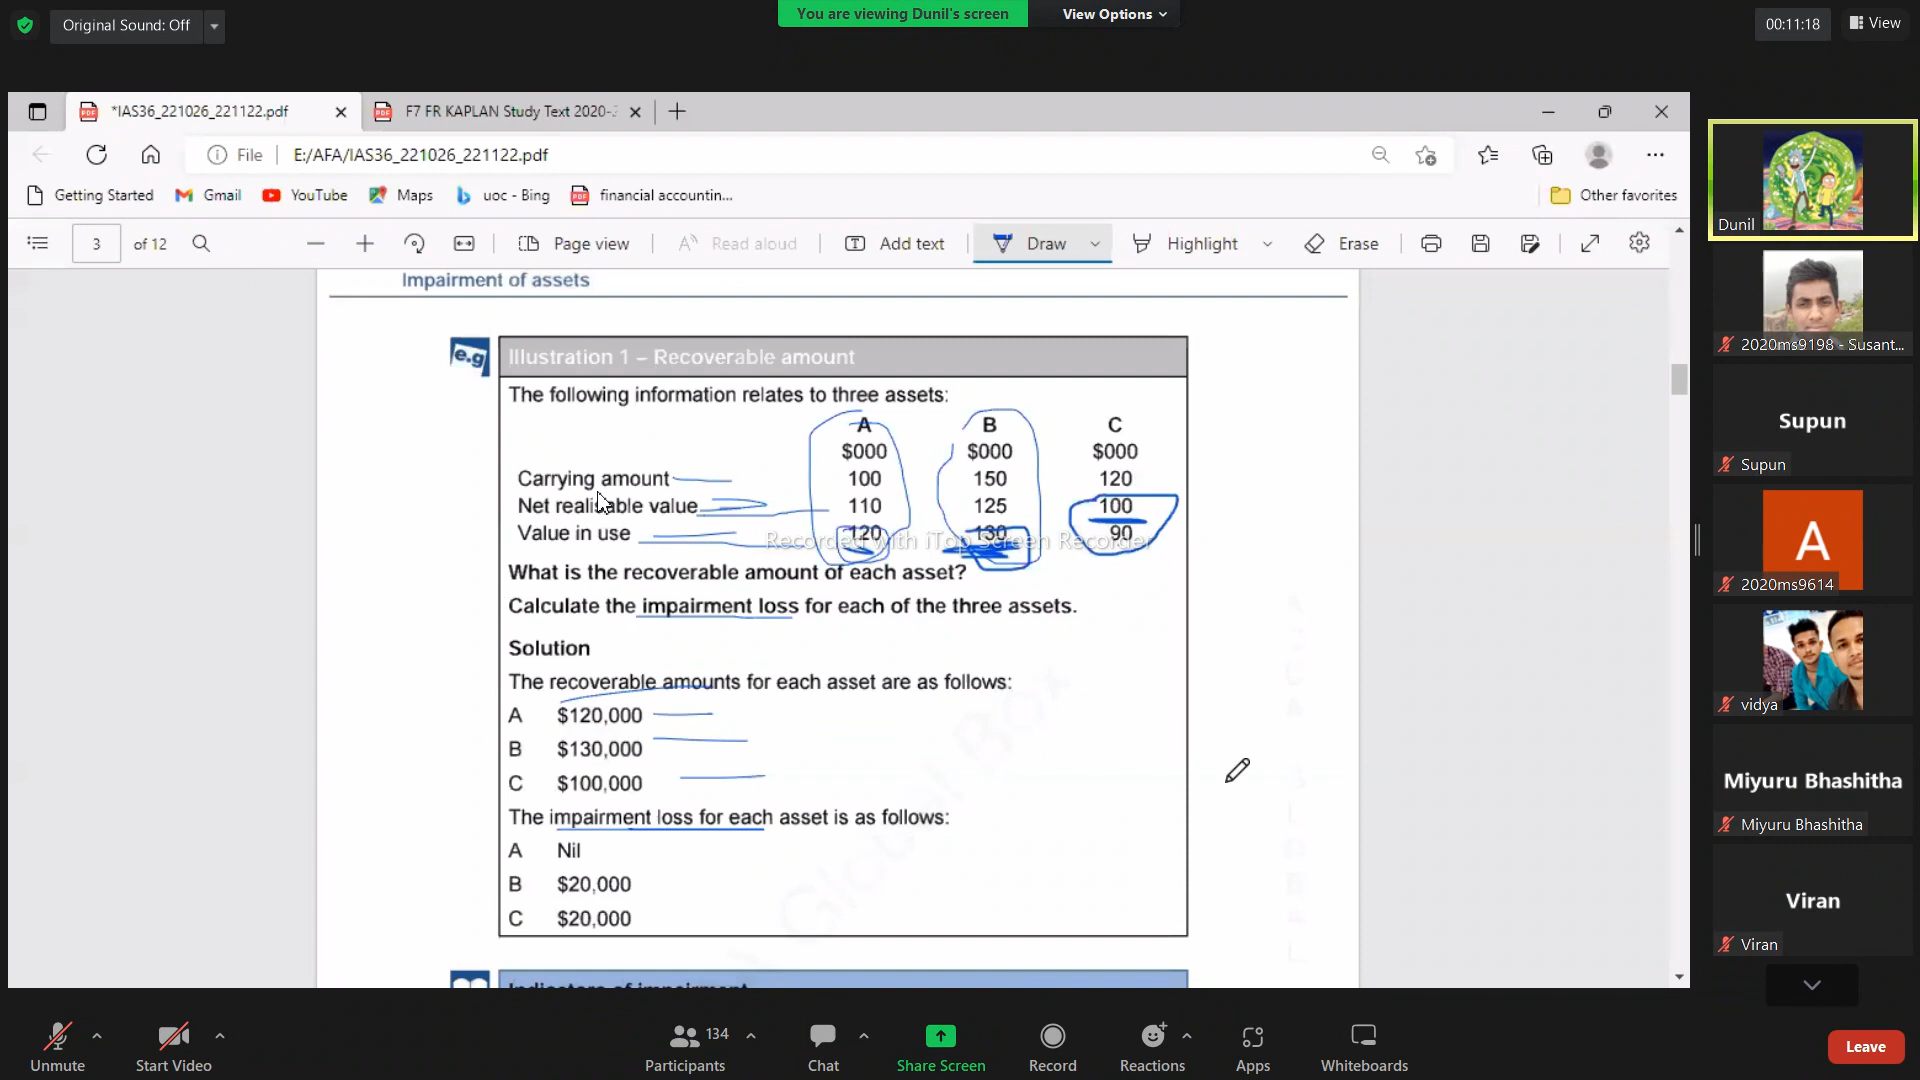 Original Sound: Off
You are viewing Dunil's screen
View Options
00:11:18
View
*IAS36_221026_221122.pdf
F7 FR KAPLAN Study Text 2020-
File
E:/AFA/IAS36_221026_221122.pdf
Getting Started
Gmail
YouTube
Maps
uoc - Bing
financial accountin...
Other favorites
3 of 12
Page view
Read aloud
Add text
Draw
Highlight
Erase
Impairment of assets
e.g
Illustration 1 – Recoverable amount
The following information relates to three assets:
A B C
$000 $000 $000
Carrying amount 100 150 120
Net realisable value 110 125 100
Value in use 120 130 90
Recorded with iTop Screen Recorder
What is the recoverable amount of each asset?
Calculate the impairment loss for each of the three assets.
Solution
The recoverable amounts for each asset are as follows:
A $120,000
B $130,000
C $100,000
The impairment loss for each asset is as follows:
A Nil
B $20,000
C $20,000
Indicators of impairment
Dunil
2020ms9198 - Susant...
Supun
Supun
A
2020ms9614
vidya
Miyuru Bhashitha
Miyuru Bhashitha
Viran
Viran
Unmute
Start Video
Participants
134
Chat
Share Screen
Record
Reactions
Apps
Whiteboards
Leave